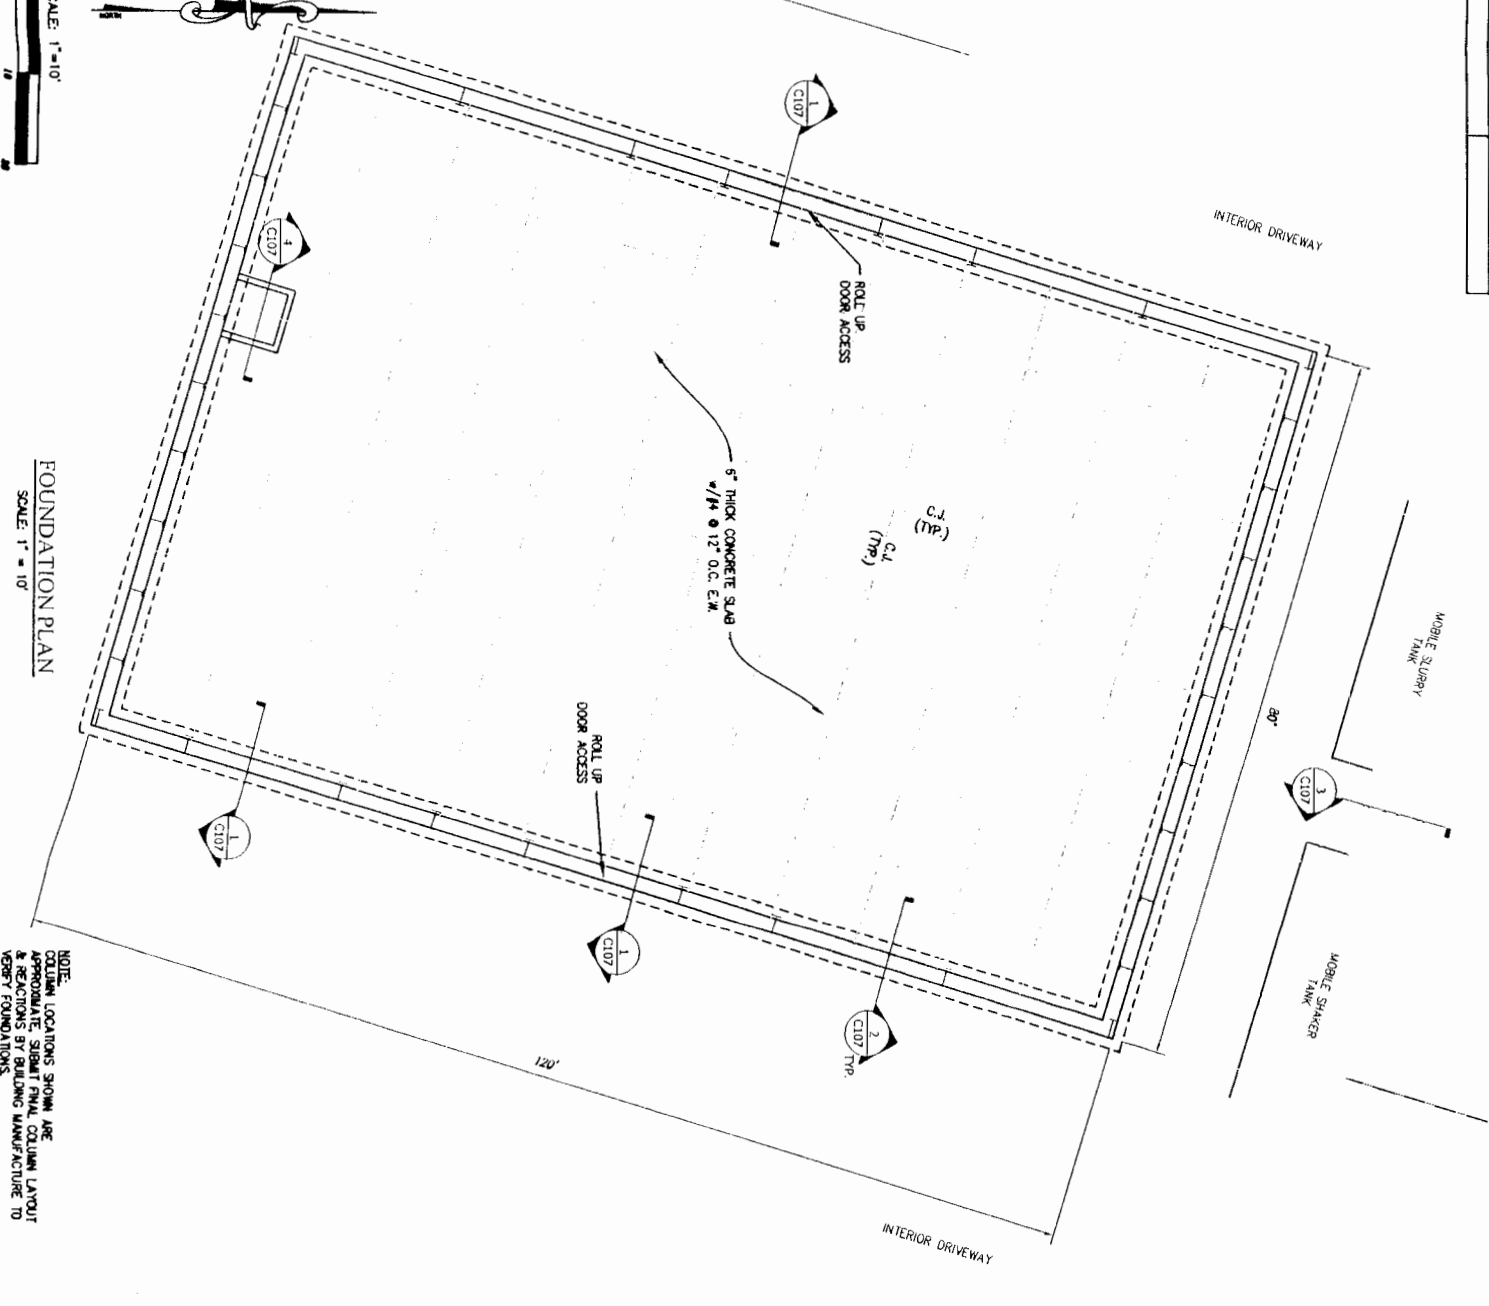 SCALE: 1"=10'
NORTH
10
20
1
C107
INTERIOR DRIVEWAY
ROLL UP
DOOR ACCESS
4
C107
6" THICK CONCRETE SLAB
w/#4 @ 12" O.C. E.W.
C.J.
(TYP.)
C.J.
(TYP.)
MOBILE SLURRY
TANK
80'
3
C107
ROLL UP
DOOR ACCESS
1
C107
1
C107
2
C107
TYP.
MOBILE SHAKER
TANK
120'
INTERIOR DRIVEWAY
FOUNDATION PLAN
SCALE: 1" = 10'
NOTE:
COLUMN LOCATIONS SHOWN ARE
APPROXIMATE, SUBMIT FINAL COLUMN LAYOUT
& REACTIONS BY BUILDING MANUFACTURE TO
VERIFY FOUNDATIONS.